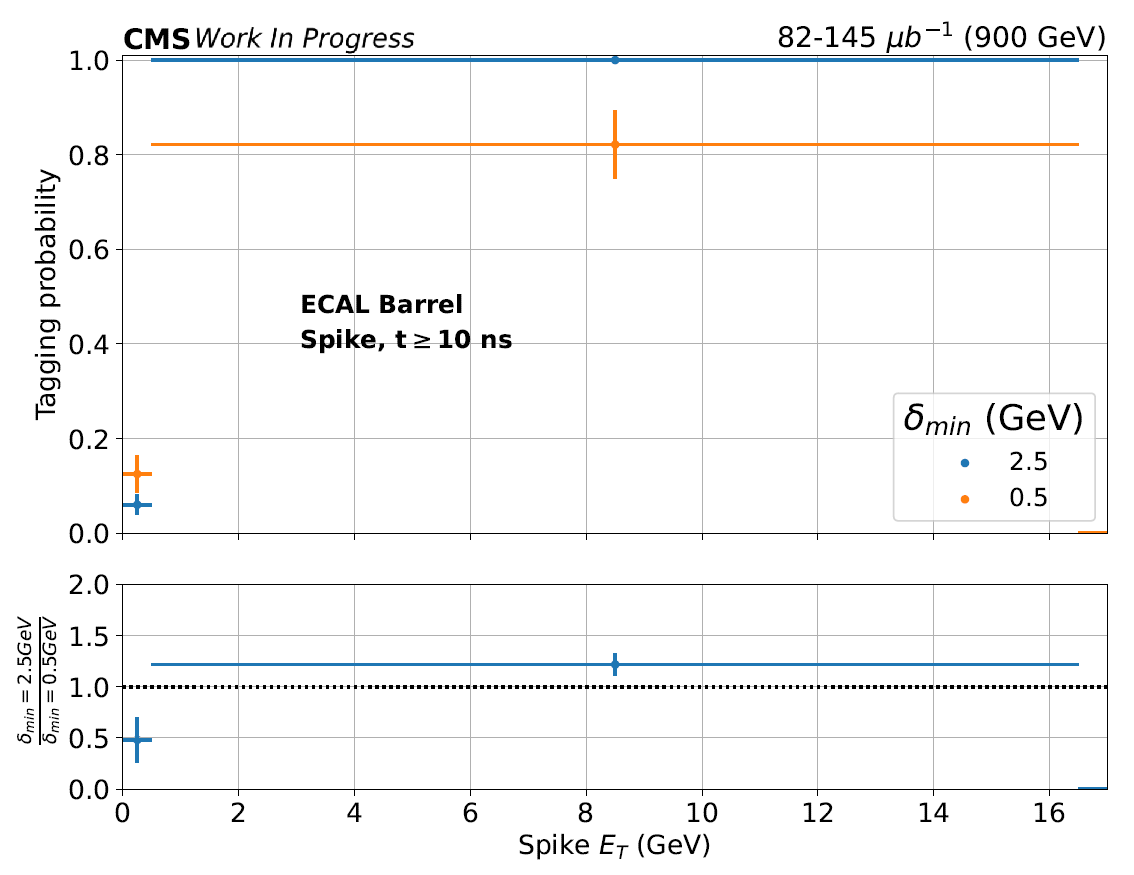 CMS Work In Progress 82-145 μb⁻¹ (900 GeV)
1.0
0.8
0.6
0.4
0.2
0.0
Tagging probability
ECAL Barrel
Spike, t ≥ 10 ns
δ_min (GeV)
2.5
0.5
2.0
1.5
1.0
0.5
0.0
δ_min = 2.5GeV
δ_min = 0.5GeV
0 2 4 6 8 10 12 14 16
Spike E_T (GeV)